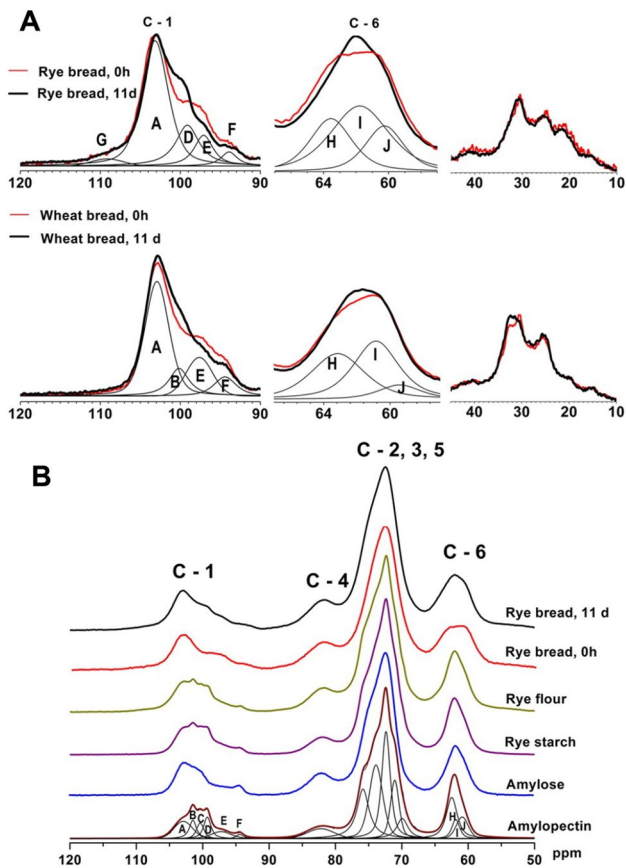 A
C - 1
C - 6
Rye bread, 0h
Rye bread, 11d
G
A
D
E
F
H
I
J
120 110 100 90
64 60
40 30 20 10
Wheat bread, 0h
Wheat bread, 11 d
A
B
E
F
H
I
J
120 110 100 90
64 60
40 30 20 10
B
C - 2, 3, 5
C - 1
C - 4
C - 6
Rye bread, 11 d
Rye bread, 0h
Rye flour
Rye starch
Amylose
Amylopectin
A B C D E F
H I J
120 110 100 90 80 70 60 50
ppm